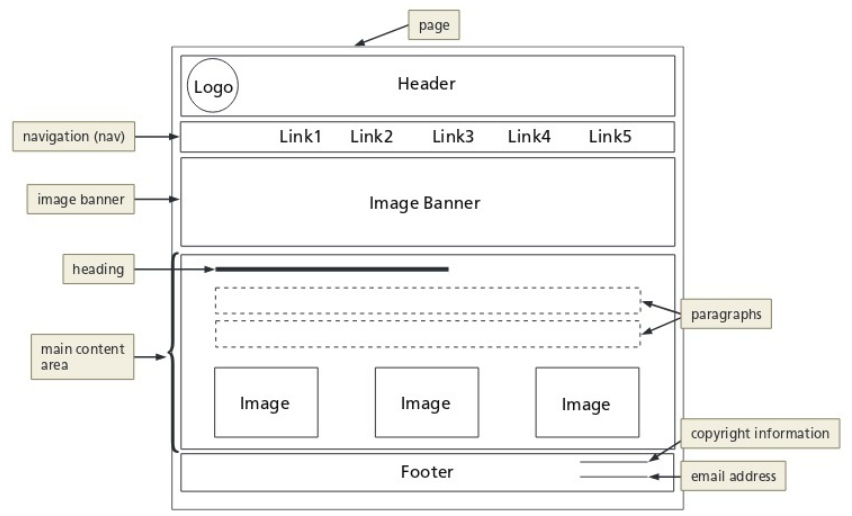 page
Logo
Header
navigation (nav)
Link1 Link2 Link3 Link4 Link5
image banner
Image Banner
heading
paragraphs
main content
area
Image Image Image
copyright information
Footer
email address